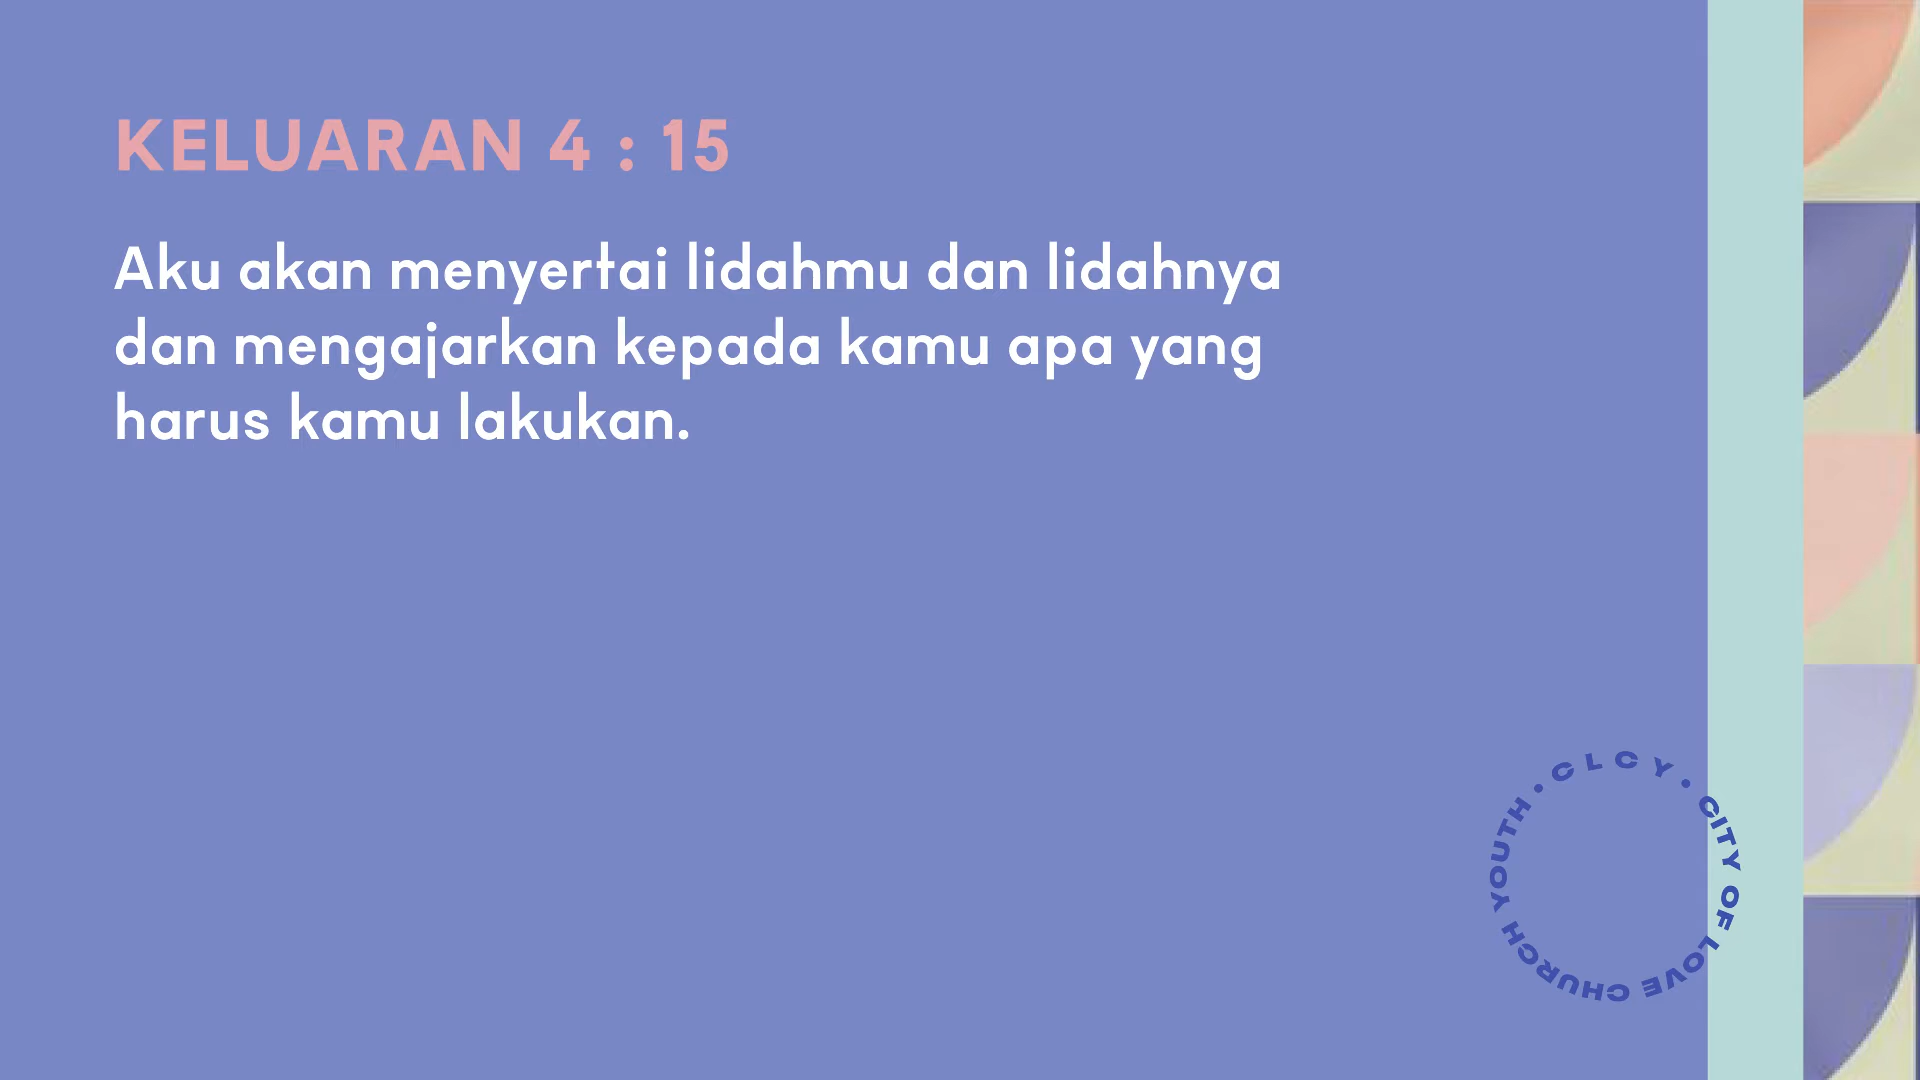 KELUARAN 4 : 15
Aku akan menyertai lidahmu dan lidahnya
dan mengajarkan kepada kamu apa yang
harus kamu lakukan.
• CLCY • CITY OF LOVE CHURCH YOUTH